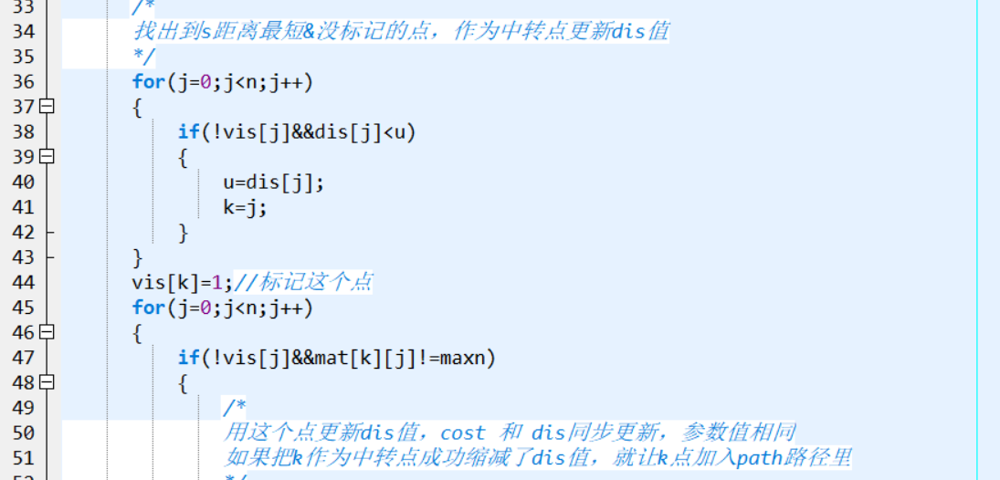 33 /*
34 找出到s距离最短&没标记的点，作为中转点更新dis值
35 */
36 for(j=0;j<n;j++)
37 {
38 if(!vis[j]&&dis[j]<u)
39 {
40 u=dis[j];
41 k=j;
42 }
43 }
44 vis[k]=1;//标记这个点
45 for(j=0;j<n;j++)
46 {
47 if(!vis[j]&&mat[k][j]!=maxn)
48 {
49 /*
50 用这个点更新dis值，cost 和 dis同步更新，参数值相同
51 如果把k作为中转点成功缩减了dis值，就让k点加入path路径里
52 */